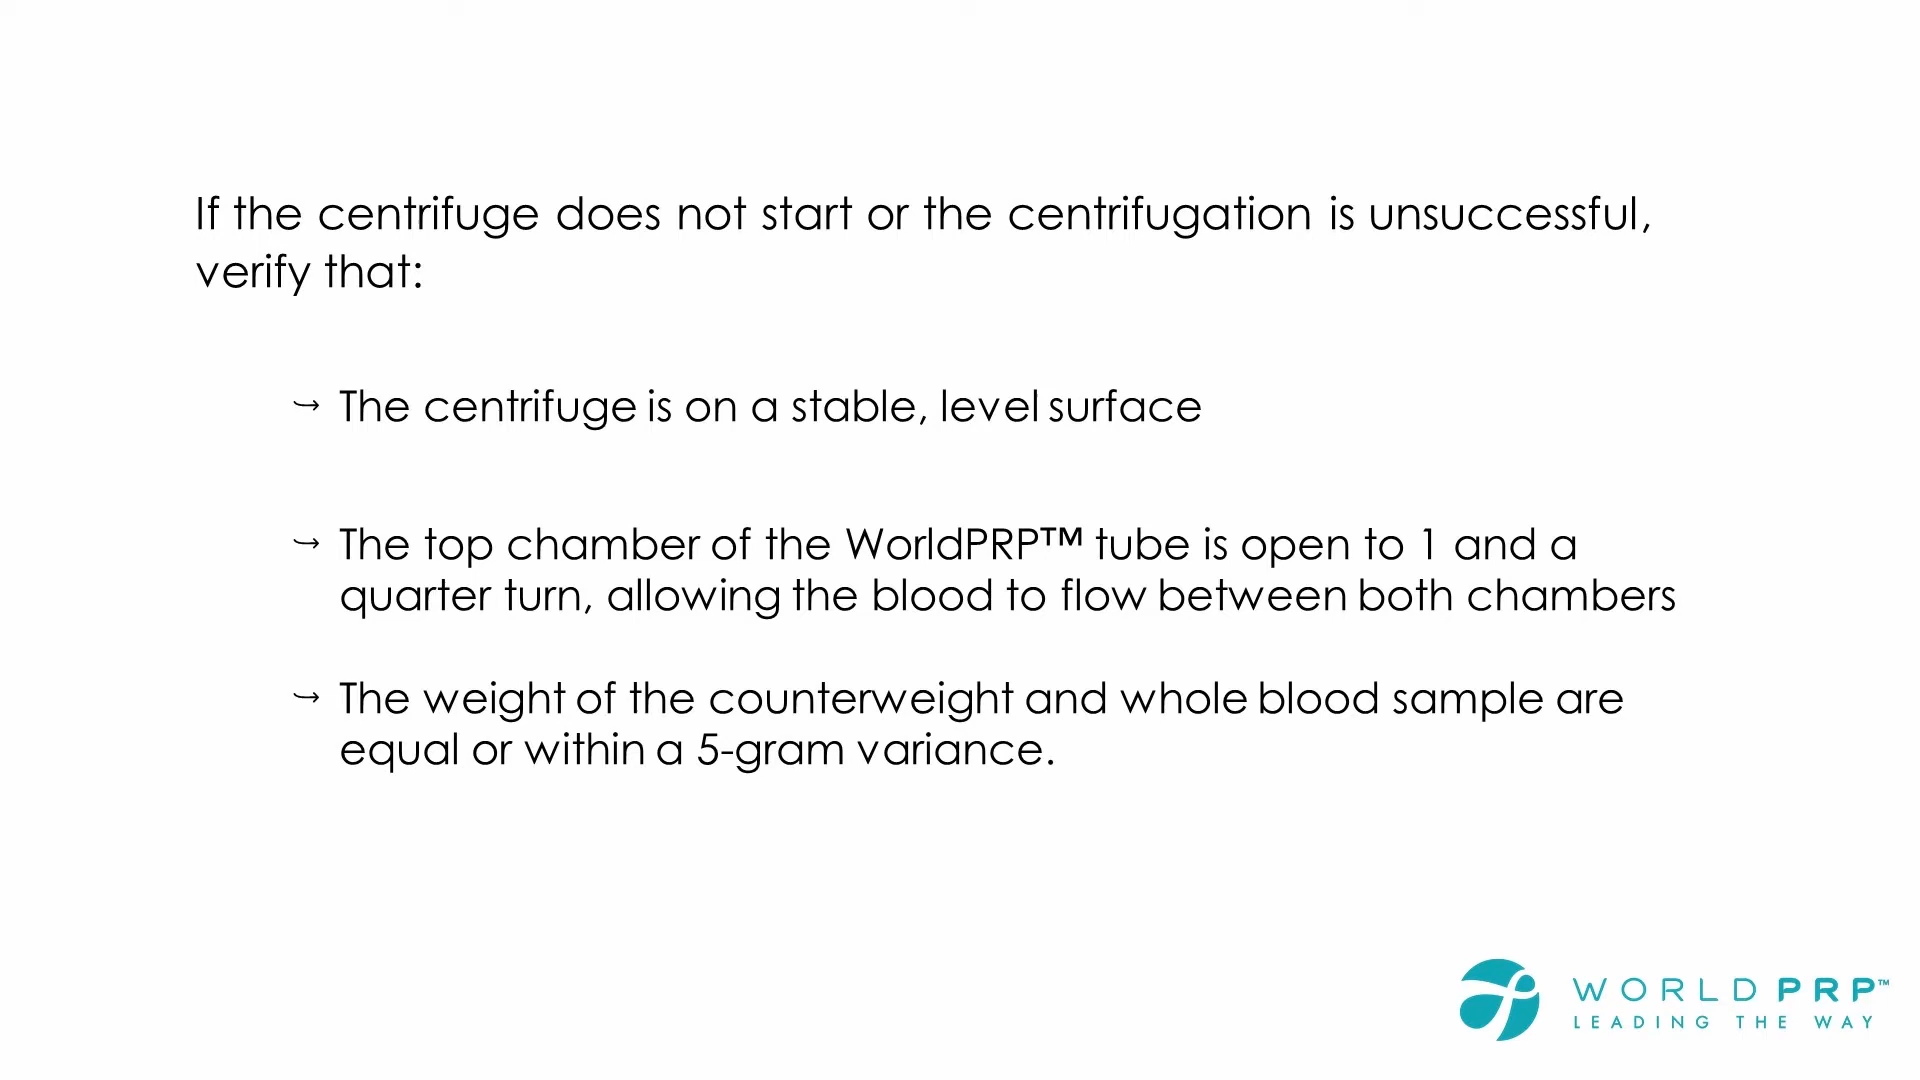 If the centrifuge does not start or the centrifugation is unsuccessful,
verify that:
↪ The centrifuge is on a stable, level surface
↪ The top chamber of the WorldPRP™ tube is open to 1 and a
quarter turn, allowing the blood to flow between both chambers
↪ The weight of the counterweight and whole blood sample are
equal or within a 5-gram variance.
WORLD PRP™
LEADING THE WAY